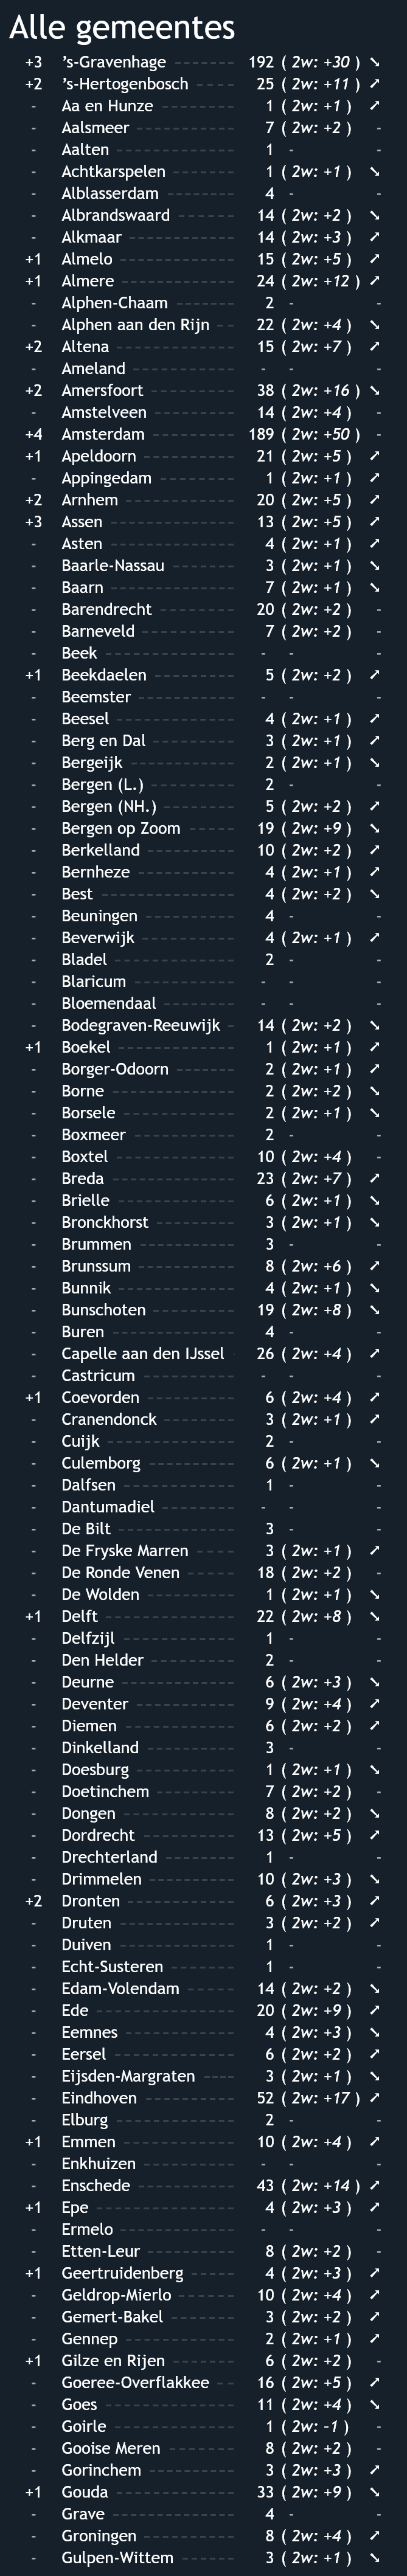 Alle gemeentes
+3 's-Gravenhage 192 ( 2w: +30 ) ↘
+2 's-Hertogenbosch 25 ( 2w: +11 ) ↗
- Aa en Hunze 1 ( 2w: +1 ) ↗
- Aalsmeer 7 ( 2w: +2 ) -
- Aalten 1 - -
- Achtkarspelen 1 ( 2w: +1 ) ↘
- Alblasserdam 4 - -
- Albrandswaard 14 ( 2w: +2 ) ↘
- Alkmaar 14 ( 2w: +3 ) ↗
+1 Almelo 15 ( 2w: +5 ) ↗
+1 Almere 24 ( 2w: +12 ) ↗
- Alphen-Chaam 2 - -
- Alphen aan den Rijn 22 ( 2w: +4 ) ↘
+2 Altena 15 ( 2w: +7 ) ↗
- Ameland - - -
+2 Amersfoort 38 ( 2w: +16 ) ↘
- Amstelveen 14 ( 2w: +4 ) -
+4 Amsterdam 189 ( 2w: +50 ) -
+1 Apeldoorn 21 ( 2w: +5 ) ↗
- Appingedam 1 ( 2w: +1 ) ↗
+2 Arnhem 20 ( 2w: +5 ) ↗
+3 Assen 13 ( 2w: +5 ) ↗
- Asten 4 ( 2w: +1 ) ↗
- Baarle-Nassau 3 ( 2w: +1 ) ↘
- Baarn 7 ( 2w: +1 ) ↘
- Barendrecht 20 ( 2w: +2 ) -
- Barneveld 7 ( 2w: +2 ) -
- Beek - - -
+1 Beekdaelen 5 ( 2w: +2 ) ↗
- Beemster - - -
- Beesel 4 ( 2w: +1 ) ↗
- Berg en Dal 3 ( 2w: +1 ) ↗
- Bergeijk 2 ( 2w: +1 ) ↘
- Bergen (L.) 2 - -
- Bergen (NH.) 5 ( 2w: +2 ) ↗
- Bergen op Zoom 19 ( 2w: +9 ) ↘
- Berkelland 10 ( 2w: +2 ) ↗
- Bernheze 4 ( 2w: +1 ) ↗
- Best 4 ( 2w: +2 ) ↘
- Beuningen 4 - -
- Beverwijk 4 ( 2w: +1 ) ↗
- Bladel 2 - -
- Blaricum - - -
- Bloemendaal - - -
- Bodegraven-Reeuwijk 14 ( 2w: +2 ) ↘
+1 Boekel 1 ( 2w: +1 ) ↗
- Borger-Odoorn 2 ( 2w: +1 ) ↗
- Borne 2 ( 2w: +2 ) ↘
- Borsele 2 ( 2w: +1 ) ↘
- Boxmeer 2 - -
- Boxtel 10 ( 2w: +4 ) -
- Breda 23 ( 2w: +7 ) ↗
- Brielle 6 ( 2w: +1 ) ↘
- Bronckhorst 3 ( 2w: +1 ) ↘
- Brummen 3 - -
- Brunssum 8 ( 2w: +6 ) ↗
- Bunnik 4 ( 2w: +1 ) ↘
- Bunschoten 19 ( 2w: +8 ) ↘
- Buren 4 - -
- Capelle aan den IJssel 26 ( 2w: +4 ) ↗
- Castricum - - -
+1 Coevorden 6 ( 2w: +4 ) ↗
- Cranendonck 3 ( 2w: +1 ) ↗
- Cuijk 2 - -
- Culemborg 6 ( 2w: +1 ) ↘
- Dalfsen 1 - -
- Dantumadiel - - -
- De Bilt 3 - -
- De Fryske Marren 3 ( 2w: +1 ) ↗
- De Ronde Venen 18 ( 2w: +2 ) -
- De Wolden 1 ( 2w: +1 ) ↘
+1 Delft 22 ( 2w: +8 ) ↘
- Delfzijl 1 - -
- Den Helder 2 - -
- Deurne 6 ( 2w: +3 ) ↘
- Deventer 9 ( 2w: +4 ) ↗
- Diemen 6 ( 2w: +2 ) ↗
- Dinkelland 3 - -
- Doesburg 1 ( 2w: +1 ) ↘
- Doetinchem 7 ( 2w: +2 ) -
- Dongen 8 ( 2w: +2 ) ↘
- Dordrecht 13 ( 2w: +5 ) ↗
- Drechterland 1 - -
- Drimmelen 10 ( 2w: +3 ) ↘
+2 Dronten 6 ( 2w: +3 ) ↗
- Druten 3 ( 2w: +2 ) ↗
- Duiven 1 - -
- Echt-Susteren 1 - -
- Edam-Volendam 14 ( 2w: +2 ) ↘
- Ede 20 ( 2w: +9 ) ↗
- Eemnes 4 ( 2w: +3 ) ↘
- Eersel 6 ( 2w: +2 ) ↗
- Eijsden-Margraten 3 ( 2w: +1 ) ↘
- Eindhoven 52 ( 2w: +17 ) ↗
- Elburg 2 - -
+1 Emmen 10 ( 2w: +4 ) ↗
- Enkhuizen - - -
- Enschede 43 ( 2w: +14 ) ↗
+1 Epe 4 ( 2w: +3 ) ↗
- Ermelo - - -
- Etten-Leur 8 ( 2w: +2 ) -
+1 Geertruidenberg 4 ( 2w: +3 ) ↗
- Geldrop-Mierlo 10 ( 2w: +4 ) ↗
- Gemert-Bakel 3 ( 2w: +2 ) ↗
- Gennep 2 ( 2w: +1 ) ↗
+1 Gilze en Rijen 6 ( 2w: +2 ) -
- Goeree-Overflakkee 16 ( 2w: +5 ) ↗
- Goes 11 ( 2w: +4 ) ↘
- Goirle 1 ( 2w: -1 ) -
- Gooise Meren 8 ( 2w: +2 ) -
- Gorinchem 3 ( 2w: +3 ) ↗
+1 Gouda 33 ( 2w: +9 ) ↘
- Grave 4 - -
- Groningen 8 ( 2w: +4 ) ↗
- Gulpen-Wittem 3 ( 2w: +1 ) ↘